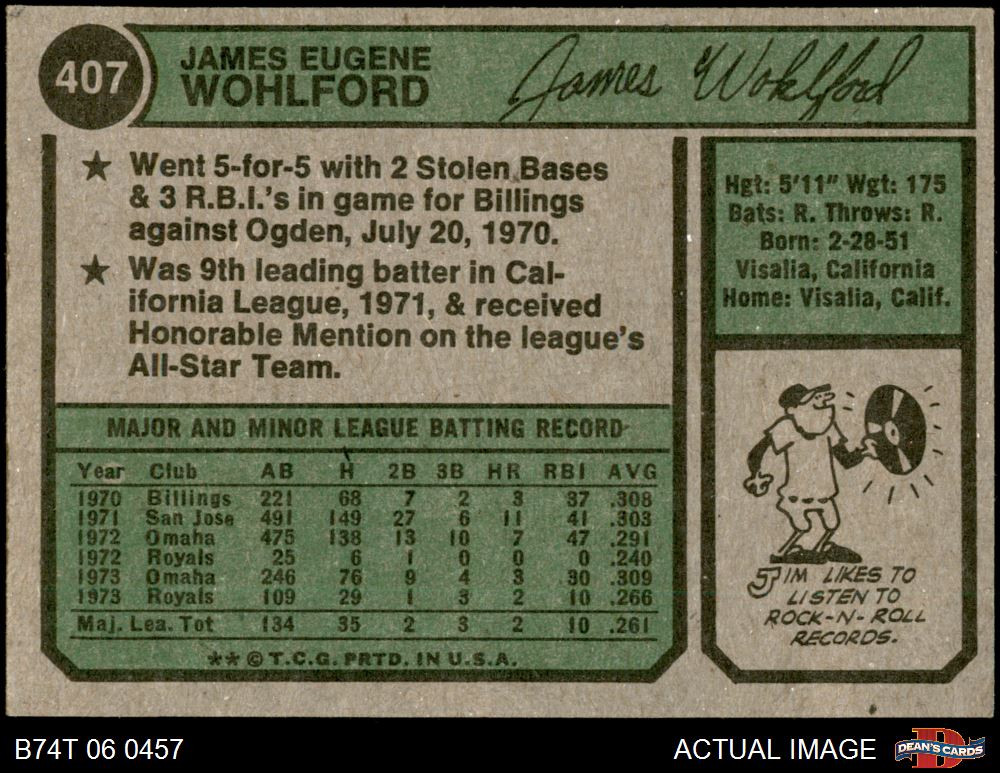 407
JAMES EUGENE
WOHLFORD
James Wohlford
★ Went 5-for-5 with 2 Stolen Bases
& 3 R.B.I.'s in game for Billings
against Ogden, July 20, 1970.
★ Was 9th leading batter in Cal-
ifornia League, 1971, & received
Honorable Mention on the league's
All-Star Team.
Hgt: 5'11" Wgt: 175
Bats: R. Throws: R.
Born: 2-28-51
Visalia, California
Home: Visalia, Calif.
MAJOR AND MINOR LEAGUE BATTING RECORD
Year Club AB H 2B 3B HR RBI AVG
1970 Billings 221 68 7 2 3 37 .308
1971 San Jose 491 149 27 6 11 41 .303
1972 Omaha 475 138 13 10 7 47 .291
1972 Royals 25 6 1 0 0 0 .240
1973 Omaha 246 76 9 4 3 30 .309
1973 Royals 109 29 1 3 2 10 .266
Maj. Lea. Tot 134 35 2 3 2 10 .261
** © T.C.G. PRTD. IN U.S.A.
JIM LIKES TO
LISTEN TO
ROCK-N-ROLL
RECORDS.
B74T 06 0457
ACTUAL IMAGE
D
DEAN'S CARDS